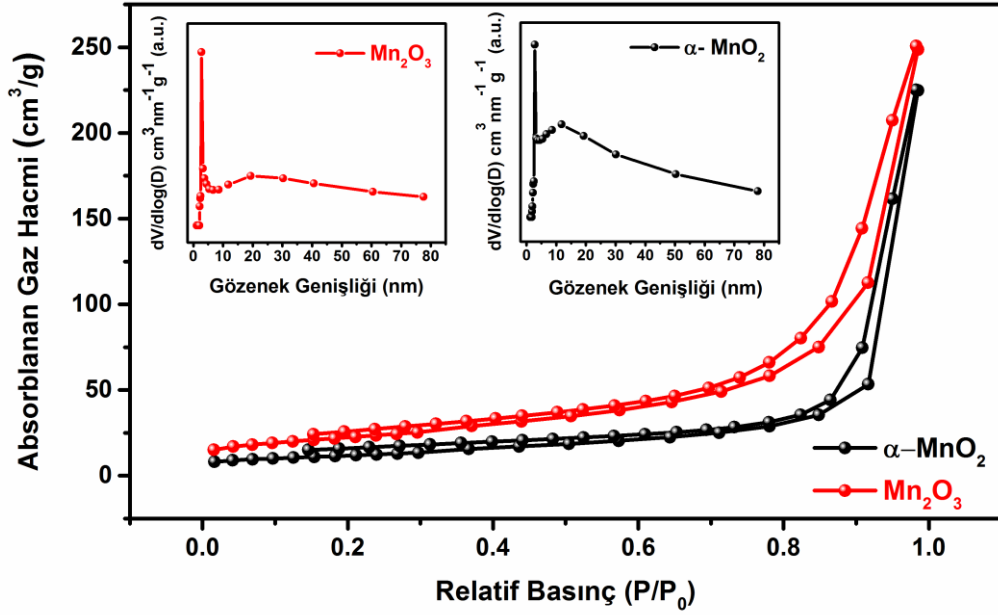 Absorblanan Gaz Hacmi (cm³/g)
250
200
150
100
50
0
0.0 0.2 0.4 0.6 0.8 1.0
Relatif Basınç (P/P₀)
dV/dlog(D) cm³ nm⁻¹ g⁻¹ (a.u.)
Mn₂O₃
0 10 20 30 40 50 60 70 80
Gözenek Genişliği (nm)
dV/dlog(D) cm³ nm⁻¹ g⁻¹ (a.u.)
α- MnO₂
0 10 20 30 40 50 60 70 80
Gözenek Genişliği (nm)
α–MnO₂
Mn₂O₃